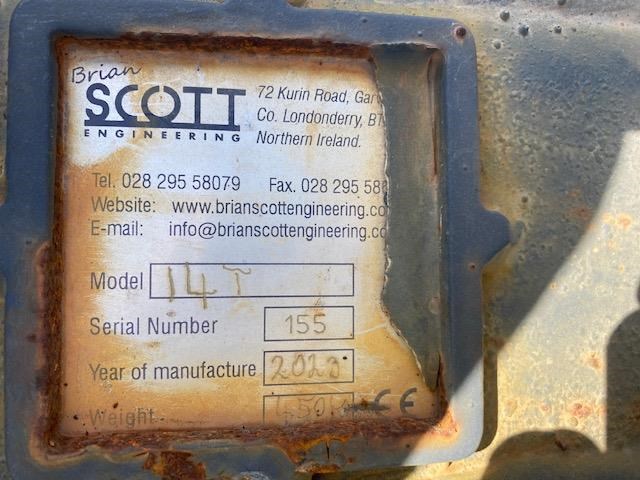 Brian
SCOTT
ENGINEERING
72 Kurin Road, Gar
Co. Londonderry, BT
Northern Ireland.
Tel. 028 295 58079 Fax. 028 295 58
Website: www.brianscottengineering.co
E-mail: info@brianscottengineering.co
Model 14T
Serial Number 155
Year of manufacture
Weight CE